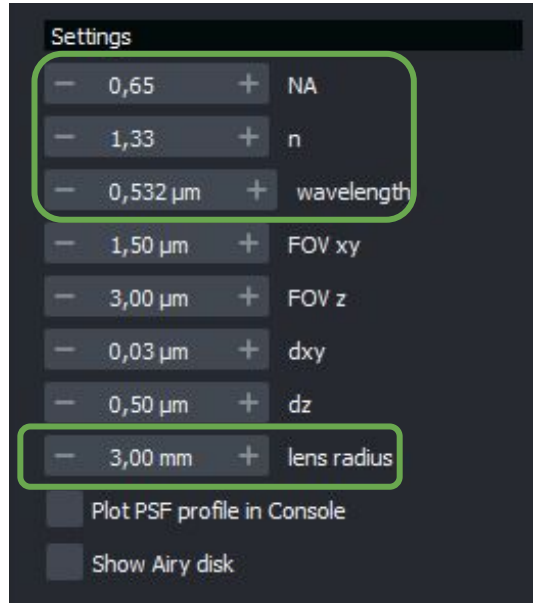 Settings
− 0,65 + NA
− 1,33 + n
− 0,532 µm + wavelength
− 1,50 µm + FOV xy
− 3,00 µm + FOV z
− 0,03 µm + dxy
− 0,50 µm + dz
− 3,00 mm + lens radius
Plot PSF profile in Console
Show Airy disk